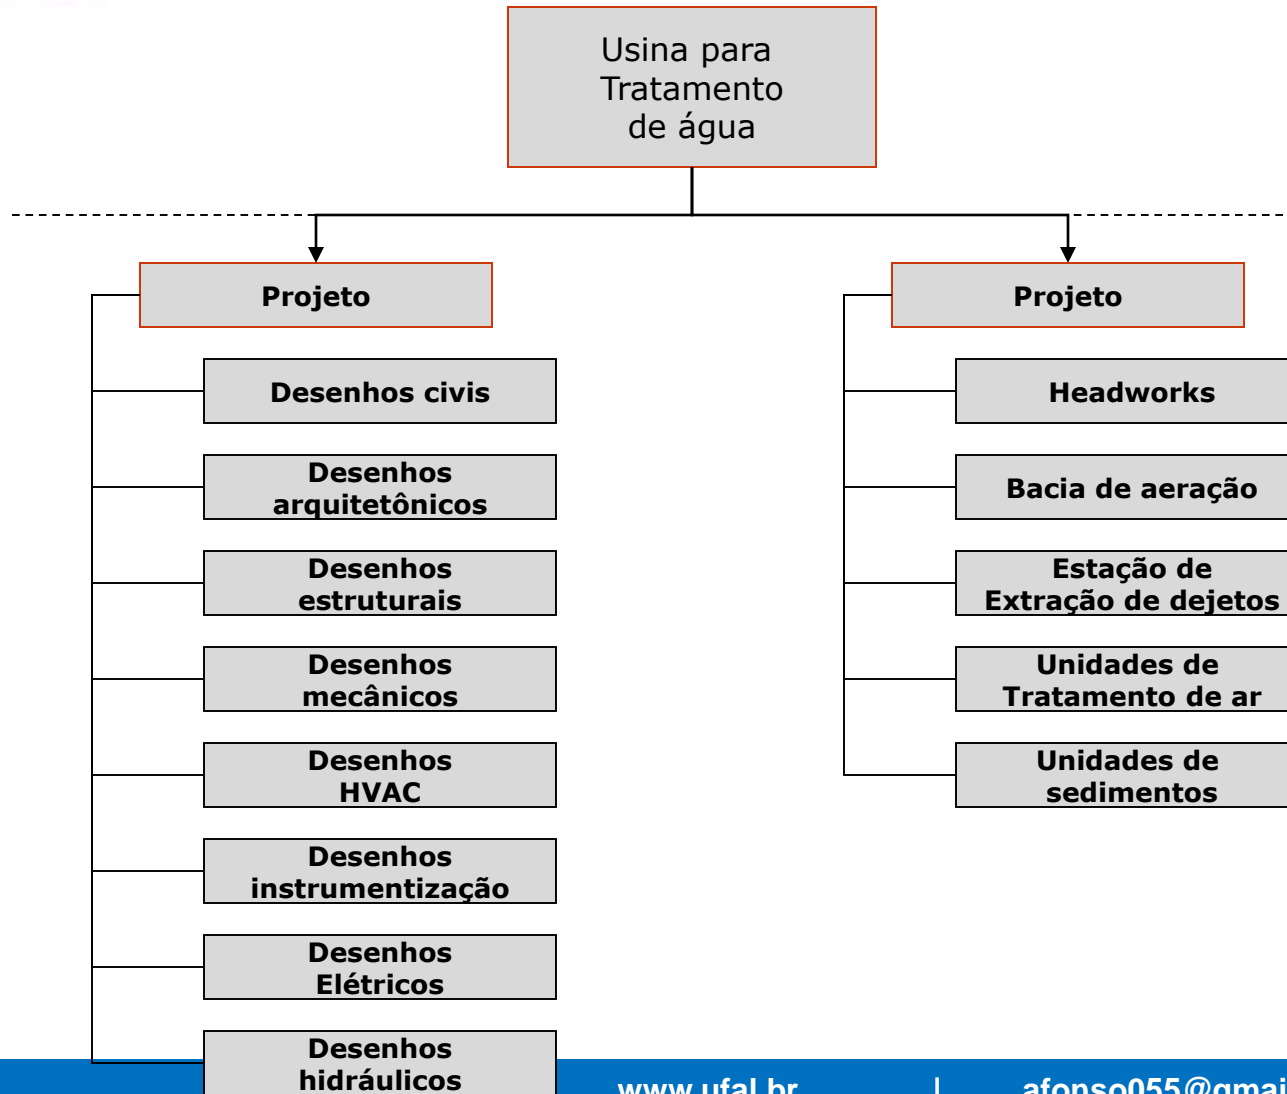 Usina para
Tratamento
de água
Projeto
Desenhos civis
Desenhos
arquitetônicos
Desenhos
estruturais
Desenhos
mecânicos
Desenhos
HVAC
Desenhos
instrumentização
Desenhos
Elétricos
Desenhos
hidráulicos
Projeto
Headworks
Bacia de aeração
Estação de
Extração de dejetos
Unidades de
Tratamento de ar
Unidades de
sedimentos
www.ufal.br | afonso055@gmai